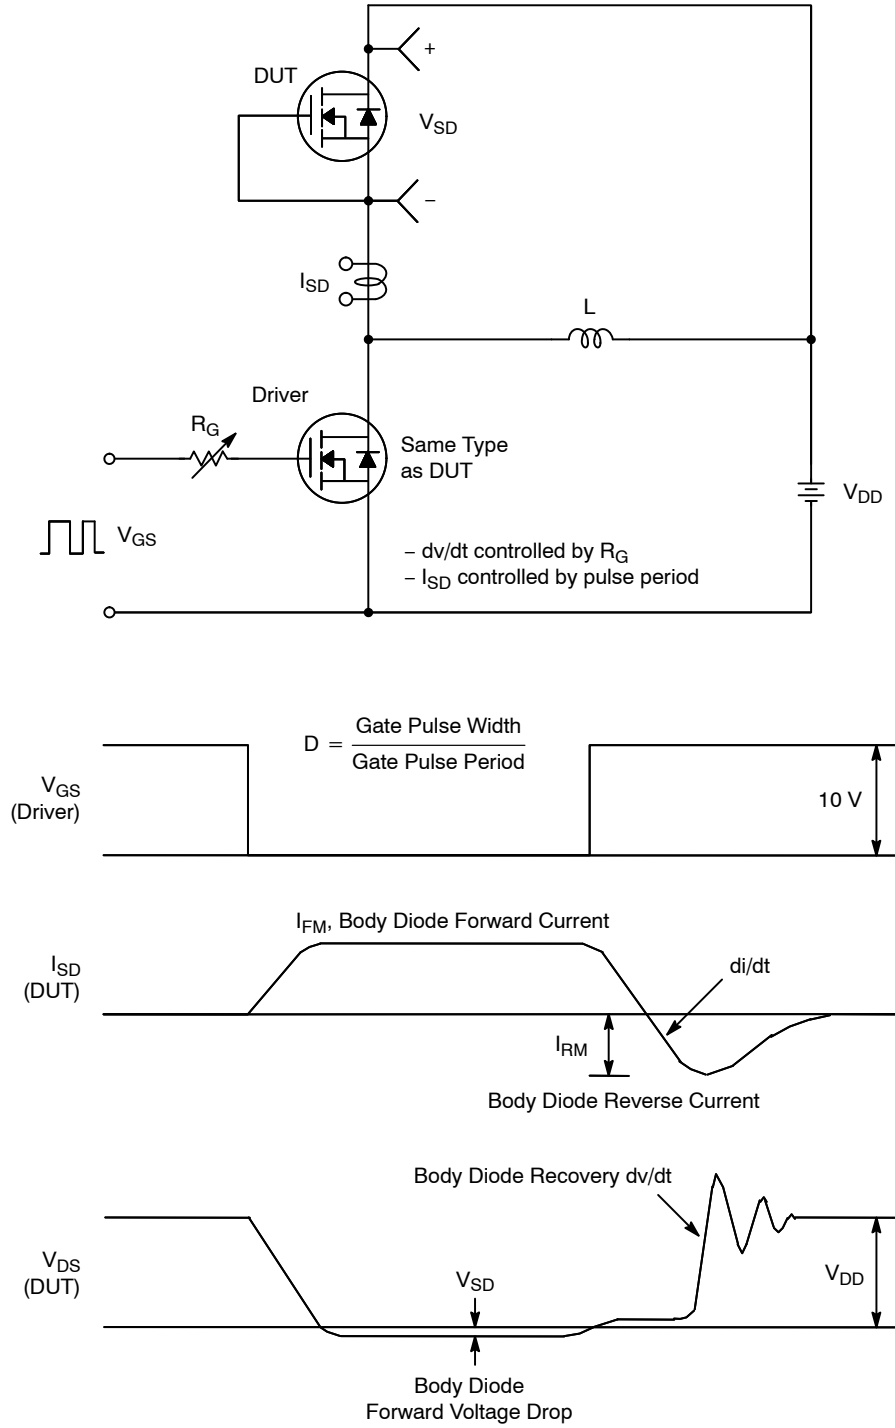 +
DUT
V_SD
–
I_SD
L
Driver
R_G
Same Type
as DUT
V_DD
V_GS
– dv/dt controlled by R_G
– I_SD controlled by pulse period
D = Gate Pulse Width
Gate Pulse Period
V_GS
(Driver)
10 V
I_FM, Body Diode Forward Current
I_SD
(DUT)
di/dt
I_RM
Body Diode Reverse Current
Body Diode Recovery dv/dt
V_DS
(DUT)
V_SD
V_DD
Body Diode
Forward Voltage Drop